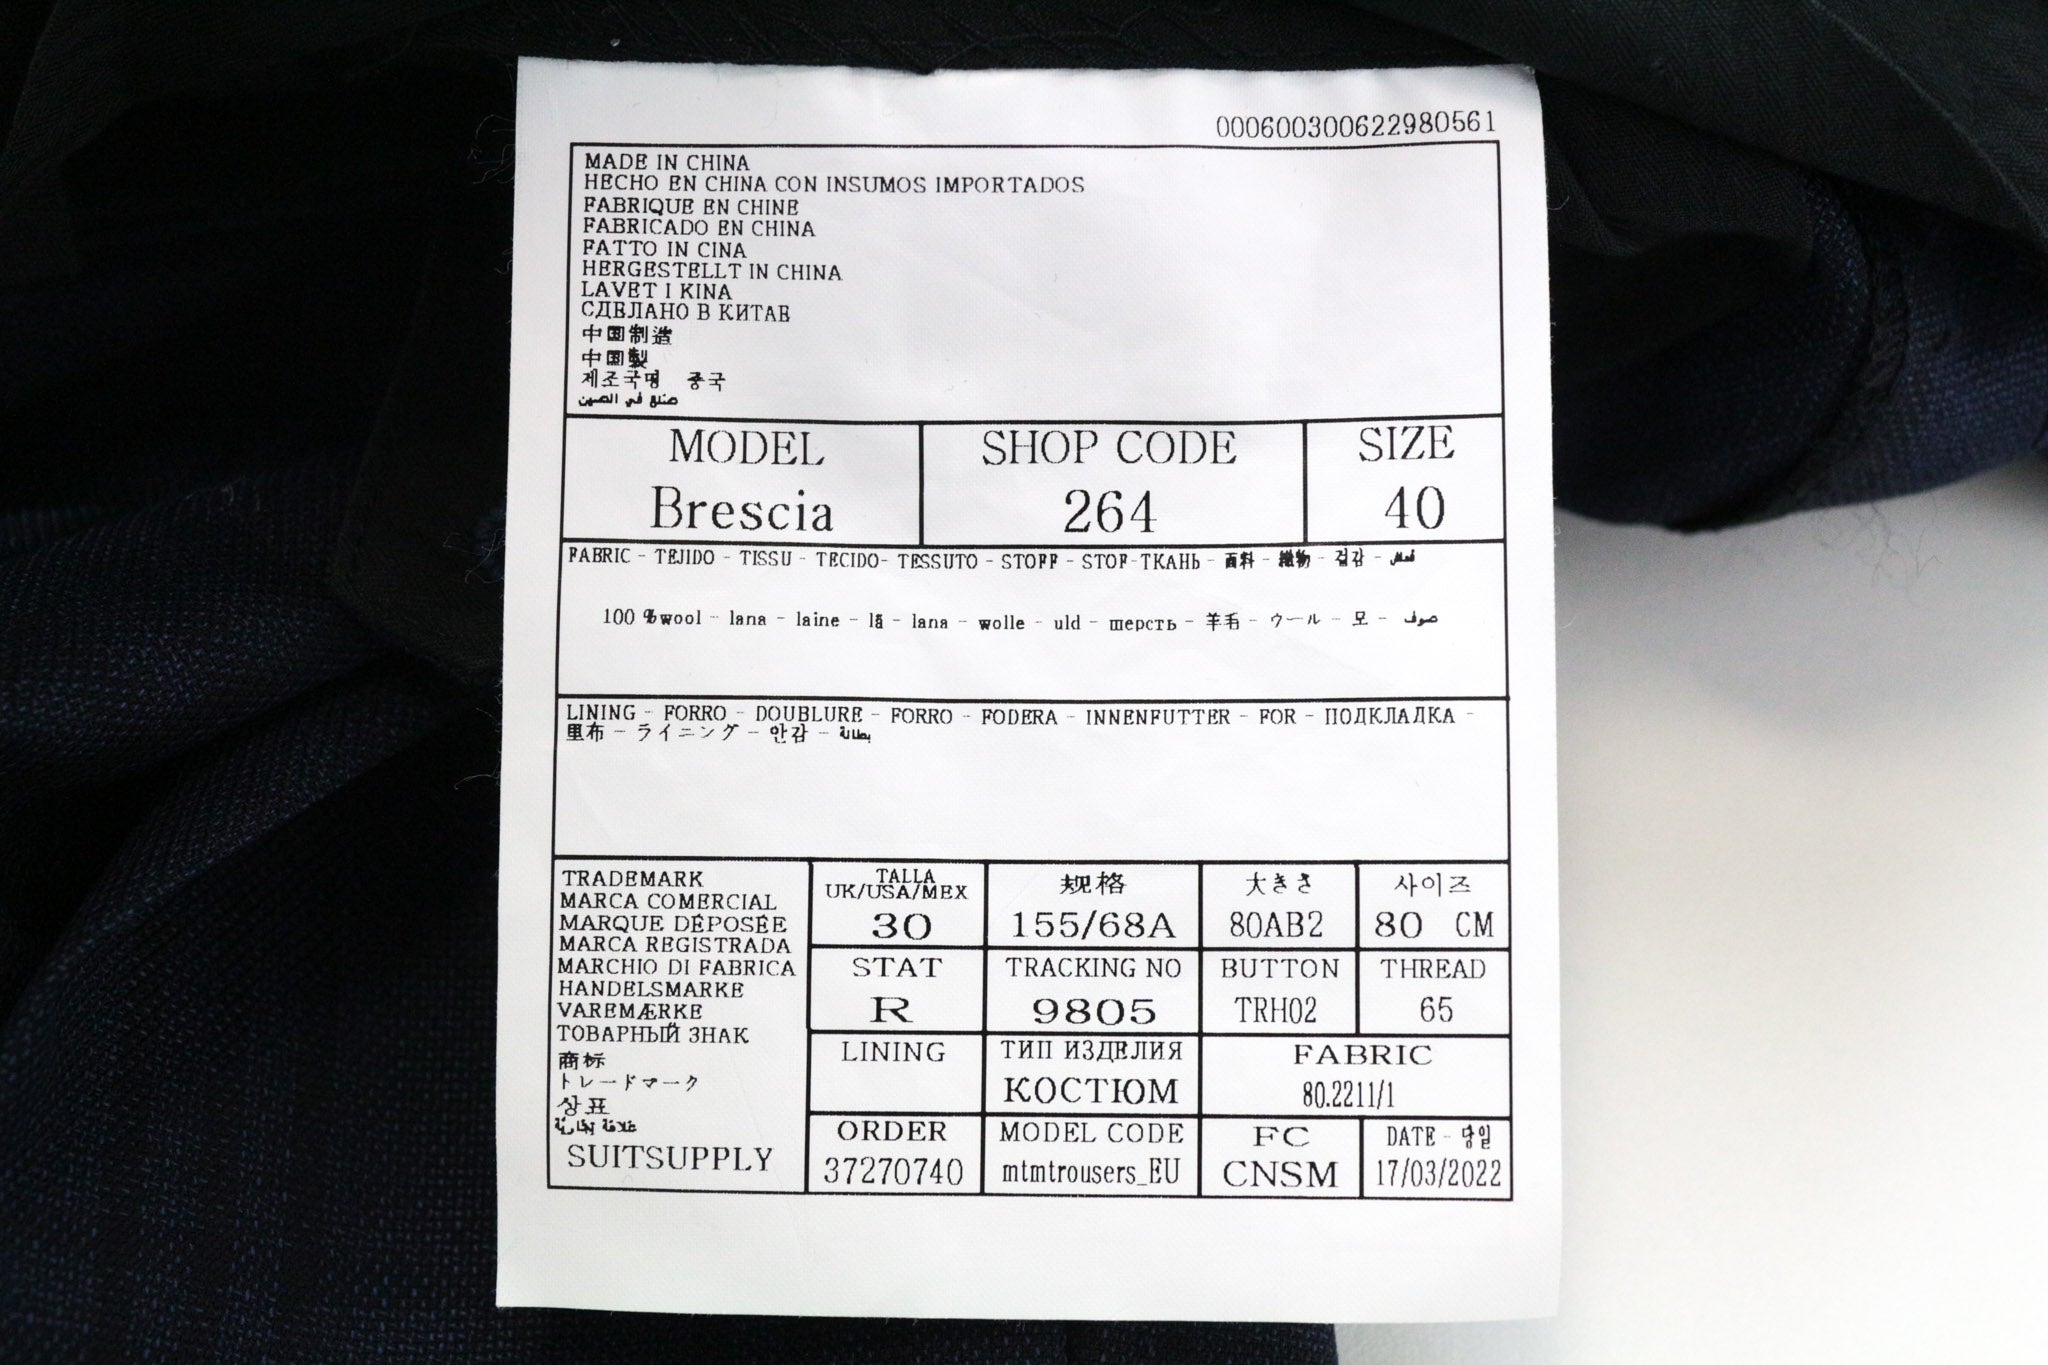 000600300622980561
MADE IN CHINA
HECHO EN CHINA CON INSUMOS IMPORTADOS
FABRIQUE EN CHINE
FABRICADO EN CHINA
FATTO IN CINA
HERGESTELLT IN CHINA
LAVET I KINA
СДЕЛАНО В КИТАЕ
中国制造
中国製
제조국명 중국
صنع في الصين
MODEL SHOP CODE SIZE
Brescia 264 40
FABRIC - TEJIDO - TISSU - TECIDO- TESSUTO - STOFF - STOF-ТКАНЬ - 面料 - 織物 - 겉감 - قماش
100 %wool - lana - laine - lã - lana - wolle - uld - шерсть - 羊毛 - ウール - 모 - صوف
LINING - FORRO - DOUBLURE - FORRO - FODERA - INNENFUTTER - FOR - ПОДКЛАДКА -
里布 - ライニング - 안감 - بطانة
TRADEMARK
MARCA COMERCIAL
MARQUE DÉPOSÉE
MARCA REGISTRADA
MARCHIO DI FABRICA
HANDELSMARKE
VAREMÆRKE
ТОВАРНЫЙ ЗНАК
商标
トレードマーク
상표
علامة تجارية
SUITSUPPLY
TALLA
UK/USA/MEX 规格 大きさ 사이즈
30 155/68A 80AB2 80 CM
STAT TRACKING NO BUTTON THREAD
R 9805 TRH02 65
LINING ТИП ИЗДЕЛИЯ FABRIC
КОСТЮМ 80.2211/1
ORDER MODEL CODE FC DATE - 당일
37270740 mtmtrousers_EU CNSM 17/03/2022